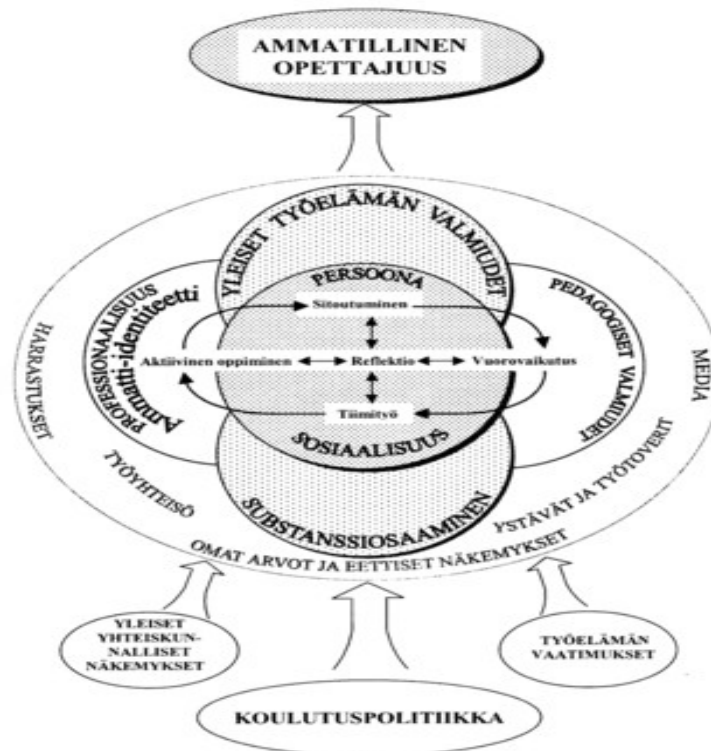 AMMATILLINEN
OPETTAJUUS
YLEISET TYÖELÄMÄN VALMIUDET
PERSOONA
Sitoutuminen
PROFESSIONAALISUUS
Ammatti-identiteetti
PEDAGOGISET VALMIUDET
HARRASTUKSET
MEDIA
Aktiivinen oppiminen
Reflektio
Vuorovaikutus
Tiimityö
SOSIAALISUUS
SUBSTANSSIOSAAMINEN
TYÖYHTEISÖ
YSTÄVÄT JA TYÖTOVERIT
OMAT ARVOT JA EETTISET NÄKEMYKSET
YLEISET
YHTEISKUN-
NALLISET
NÄKEMYKSET
TYÖELÄMÄN
VAATIMUKSET
KOULUTUSPOLITIIKKA